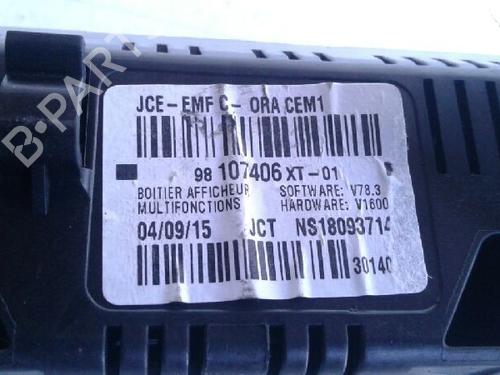 JCE-EMF C- ORA CEM1
98 107406 XT-01
BOITIER AFFICHEUR SOFTWARE: V78.3
MULTIFONCTIONS HARDWARE: V1600
04/09/15 JCT NS18093714
30140
B-PARTS